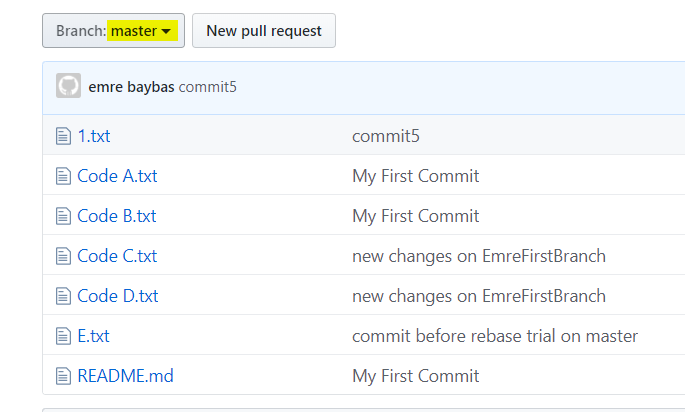 Branch: master New pull request
emre baybas commit5
1.txt commit5
Code A.txt My First Commit
Code B.txt My First Commit
Code C.txt new changes on EmreFirstBranch
Code D.txt new changes on EmreFirstBranch
E.txt commit before rebase trial on master
README.md My First Commit